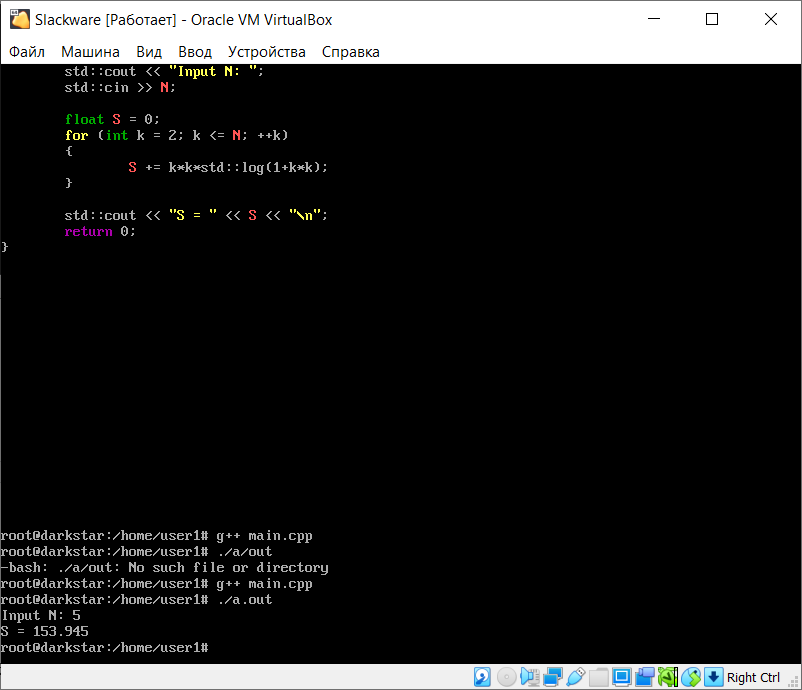 Slackware [Работает] - Oracle VM VirtualBox
Файл Машина Вид Ввод Устройства Справка
std::cout << "Input N: ";
std::cin >> N;
float S = 0;
for (int k = 2; k <= N; ++k)
{
S += k*k*std::log(1+k*k);
}
std::cout << "S = " << S << "\n";
return 0;
}
root@darkstar:/home/user1# g++ main.cpp
root@darkstar:/home/user1# ./a/out
-bash: ./a/out: No such file or directory
root@darkstar:/home/user1# g++ main.cpp
root@darkstar:/home/user1# ./a.out
Input N: 5
S = 153.945
root@darkstar:/home/user1#
Right Ctrl